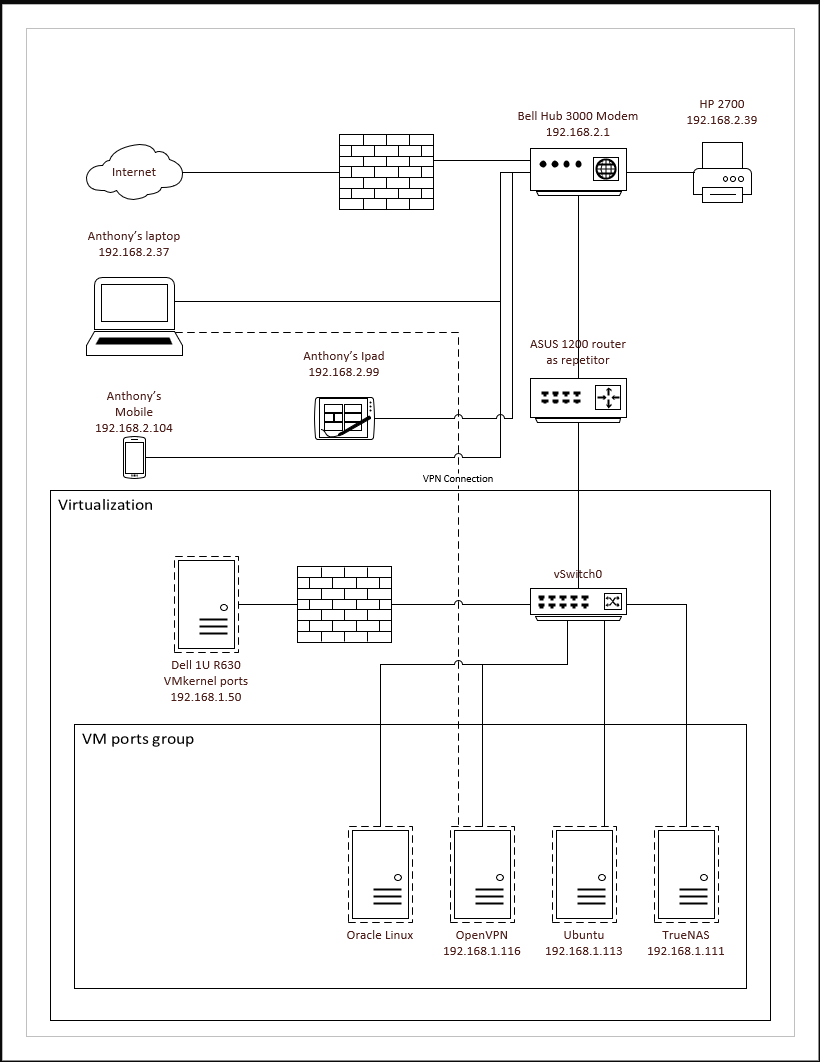 HP 2700
192.168.2.39
Bell Hub 3000 Modem
192.168.2.1
Internet
Anthony's laptop
192.168.2.37
ASUS 1200 router
as repetitor
Anthony's Ipad
192.168.2.99
Anthony's
Mobile
192.168.2.104
VPN Connection
Virtualization
vSwitch0
Dell 1U R630
VMkernel ports
192.168.1.50
VM ports group
Oracle Linux
OpenVPN
192.168.1.116
Ubuntu
192.168.1.113
TrueNAS
192.168.1.111